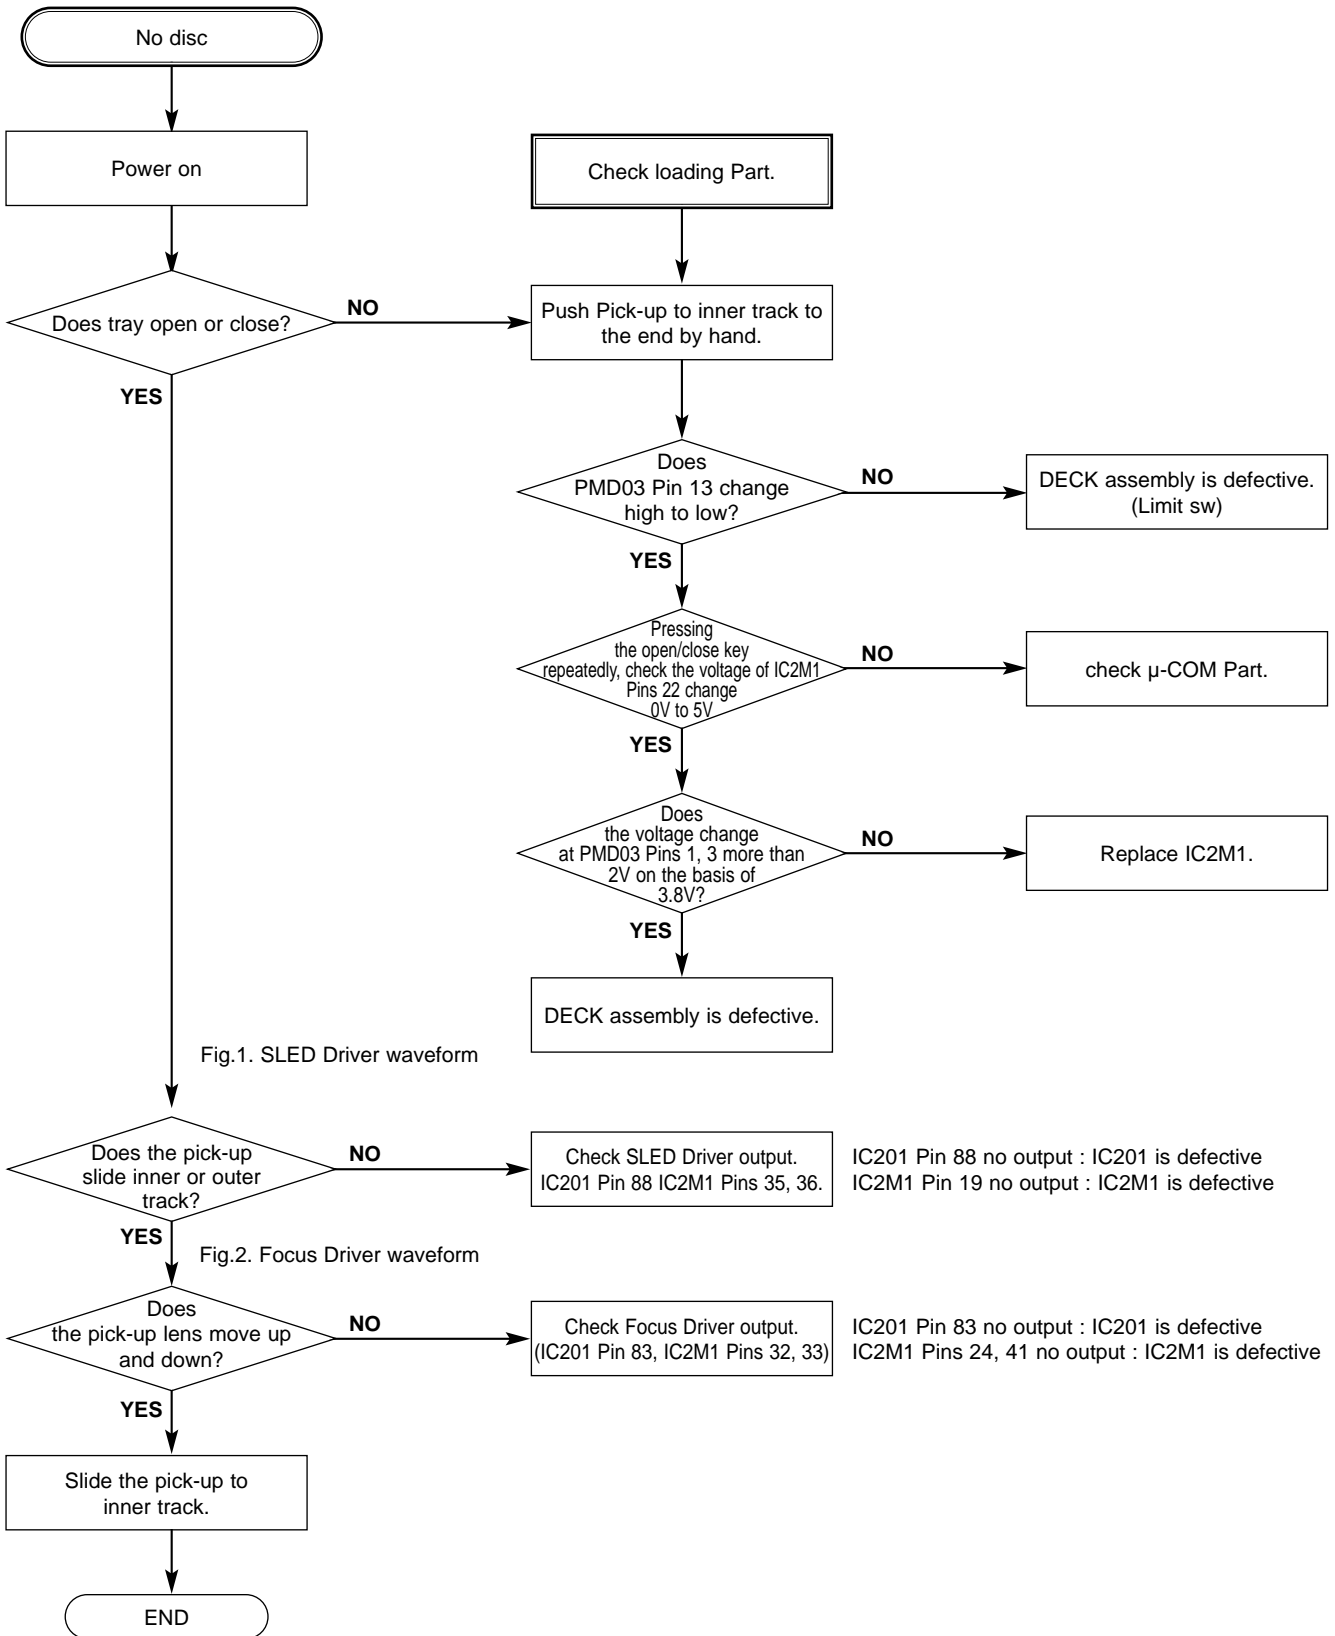 No disc
Power on
Check loading Part.
Does tray open or close?
NO
Push Pick-up to inner track to
the end by hand.
YES
Does
PMD03 Pin 13 change
high to low?
NO
DECK assembly is defective.
(Limit sw)
YES
Pressing
the open/close key
repeatedly, check the voltage of IC2M1
Pins 22 change
0V to 5V
NO
check µ-COM Part.
YES
Does
the voltage change
at PMD03 Pins 1, 3 more than
2V on the basis of
3.8V?
NO
Replace IC2M1.
YES
DECK assembly is defective.
Fig.1. SLED Driver waveform
Does the pick-up
slide inner or outer
track?
NO
Check SLED Driver output.
IC201 Pin 88 IC2M1 Pins 35, 36.
IC201 Pin 88 no output : IC201 is defective
IC2M1 Pin 19 no output : IC2M1 is defective
YES
Fig.2. Focus Driver waveform
Does
the pick-up lens move up
and down?
NO
Check Focus Driver output.
(IC201 Pin 83, IC2M1 Pins 32, 33)
IC201 Pin 83 no output : IC201 is defective
IC2M1 Pins 24, 41 no output : IC2M1 is defective
YES
Slide the pick-up to
inner track.
END